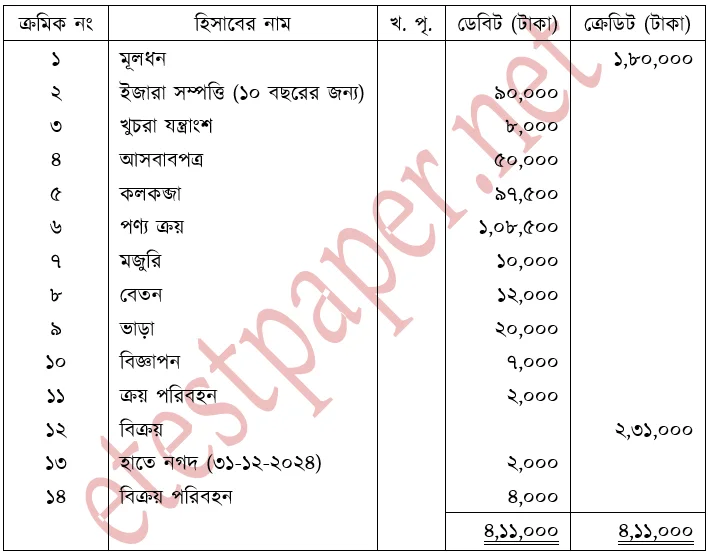 ক্রমিক নং হিসাবের নাম খ. পৃ. ডেবিট (টাকা) ক্রেডিট (টাকা)
১ মূলধন ১,৮০,০০০
২ ইজারা সম্পত্তি (১০ বছরের জন্য) ৯০,০০০
৩ খুচরা যন্ত্রাংশ ৮,০০০
৪ আসবাবপত্র ৫০,০০০
৫ কলকব্জা ৯৭,৫০০
৬ পণ্য ক্রয় ১,০৮,৫০০
৭ মজুরি ১০,০০০
৮ বেতন ১২,০০০
৯ ভাড়া ২০,০০০
১০ বিজ্ঞাপন ৭,০০০
১১ ক্রয় পরিবহন ২,০০০
১২ বিক্রয় ২,৩১,০০০
১৩ হাতে নগদ (৩১-১২-২০২৪) ২,০০০
১৪ বিক্রয় পরিবহন ৪,০০০
৪,১১,০০০ ৪,১১,০০০
etestpaper.net